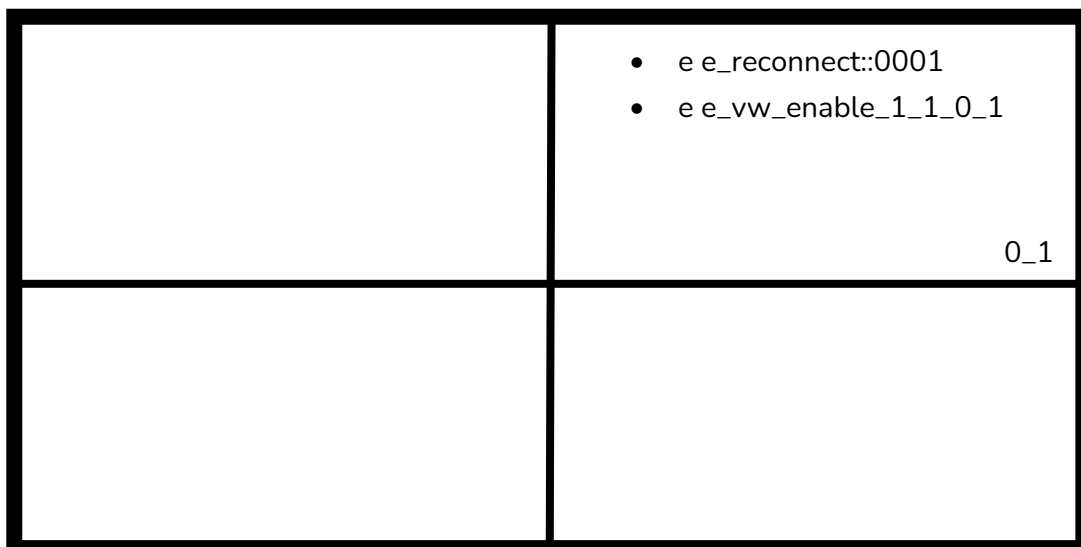 • e e_reconnect::0001
• e e_vw_enable_1_1_0_1
0_1